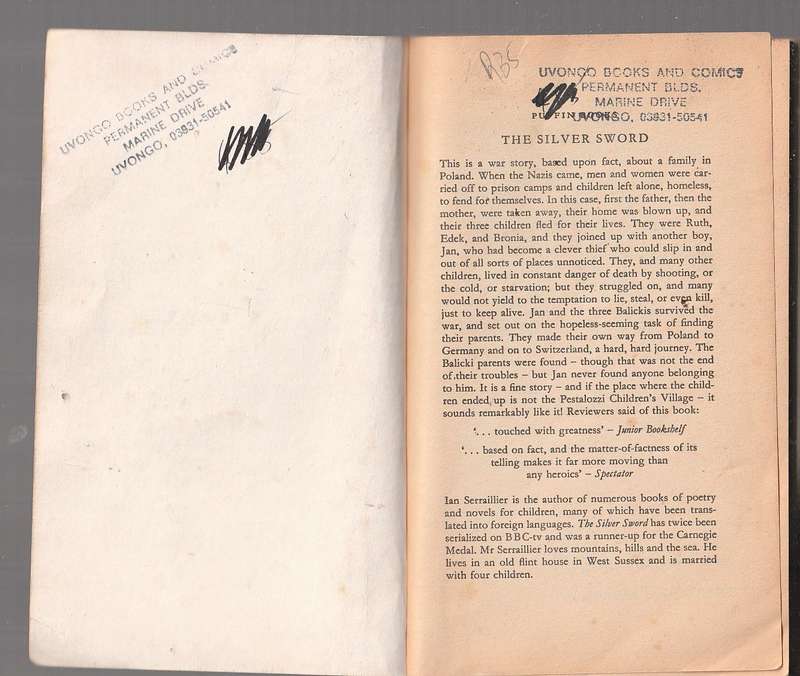 UVONGO BOOKS AND COMICS
PERMANENT BLDS.
MARINE DRIVE
UVONGO, 03931-50541
R35
UVONGO BOOKS AND COMICS
PERMANENT BLDS.
MARINE DRIVE
UVONGO, 03931-50541
PUFFIN BOOKS
THE SILVER SWORD
This is a war story, based upon fact, about a family in
Poland. When the Nazis came, men and women were car-
ried off to prison camps and children left alone, homeless,
to fend for themselves. In this case, first the father, then the
mother, were taken away, their home was blown up, and
their three children fled for their lives. They were Ruth,
Edek, and Bronia, and they joined up with another boy,
Jan, who had become a clever thief who could slip in and
out of all sorts of places unnoticed. They, and many other
children, lived in constant danger of death by shooting, or
the cold, or starvation; but they struggled on, and many
would not yield to the temptation to lie, steal, or even kill,
just to keep alive. Jan and the three Balickis survived the
war, and set out on the hopeless-seeming task of finding
their parents. They made their own way from Poland to
Germany and on to Switzerland, a hard, hard journey. The
Balicki parents were found – though that was not the end
of their troubles – but Jan never found anyone belonging
to him. It is a fine story – and if the place where the child-
ren ended up is not the Pestalozzi Children's Village – it
sounds remarkably like it! Reviewers said of this book:
'. . . touched with greatness' – Junior Bookshelf
'. . . based on fact, and the matter-of-factness of its
telling makes it far more moving than
any heroics' – Spectator
Ian Serraillier is the author of numerous books of poetry
and novels for children, many of which have been trans-
lated into foreign languages. The Silver Sword has twice been
serialized on BBC-tv and was a runner-up for the Carnegie
Medal. Mr Serraillier loves mountains, hills and the sea. He
lives in an old flint house in West Sussex and is married
with four children.